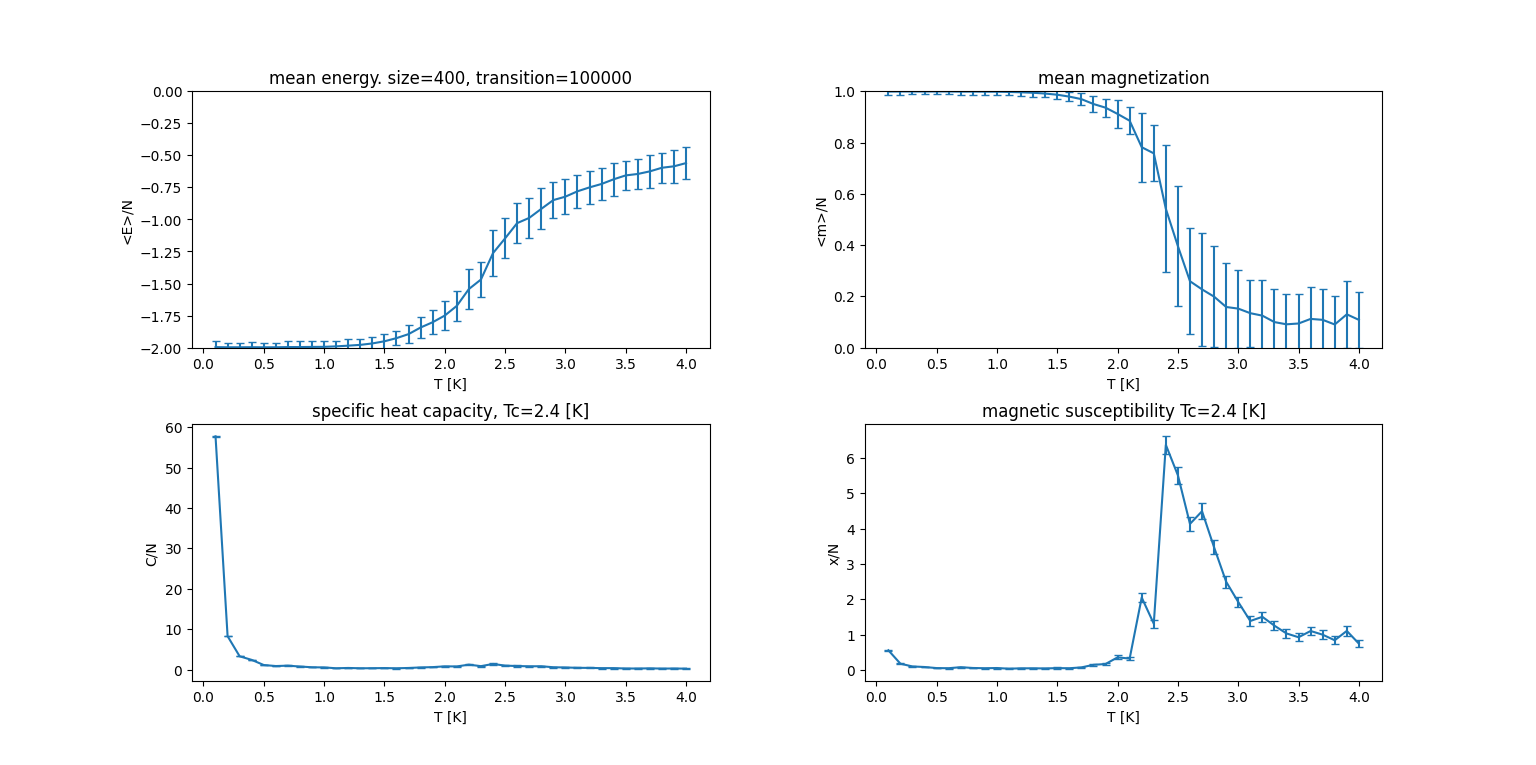 mean energy. size=400, transition=100000
0.00
−0.25
−0.50
−0.75
−1.00
−1.25
−1.50
−1.75
−2.00
<E>/N
0.0 0.5 1.0 1.5 2.0 2.5 3.0 3.5 4.0
T [K]
mean magnetization
1.0
0.8
0.6
0.4
0.2
0.0
<m>/N
0.0 0.5 1.0 1.5 2.0 2.5 3.0 3.5 4.0
T [K]
specific heat capacity, Tc=2.4 [K]
60
50
40
30
20
10
0
C/N
0.0 0.5 1.0 1.5 2.0 2.5 3.0 3.5 4.0
T [K]
magnetic susceptibility Tc=2.4 [K]
6
5
4
3
2
1
0
x/N
0.0 0.5 1.0 1.5 2.0 2.5 3.0 3.5 4.0
T [K]